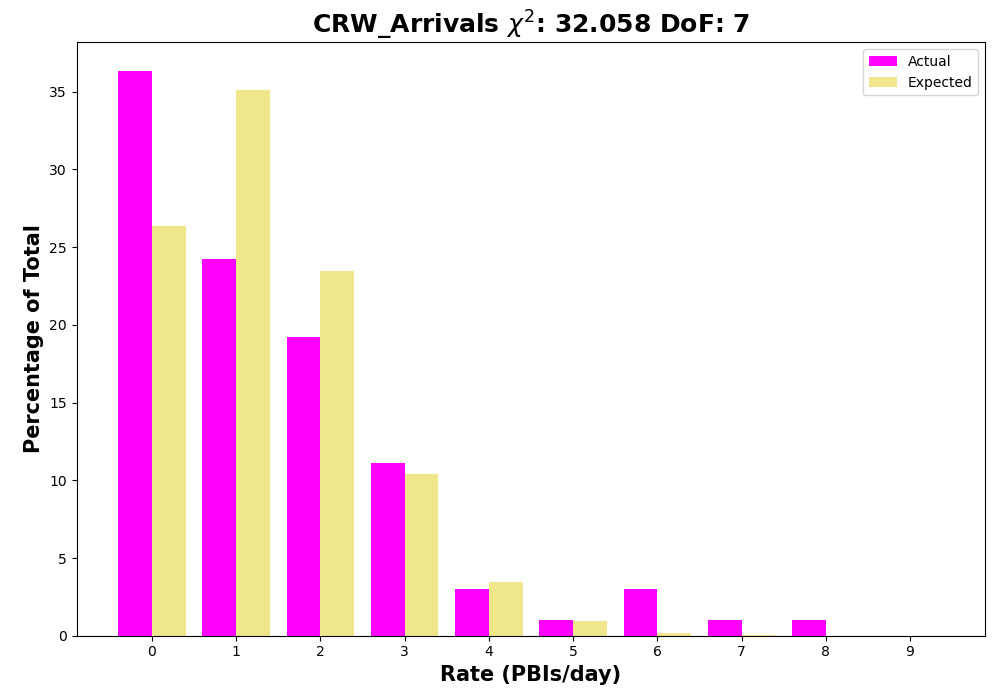 CRW_Arrivals χ²: 32.058 DoF: 7
Actual
Expected
Percentage of Total
35
30
25
20
15
10
5
0
0 1 2 3 4 5 6 7 8 9
Rate (PBIs/day)